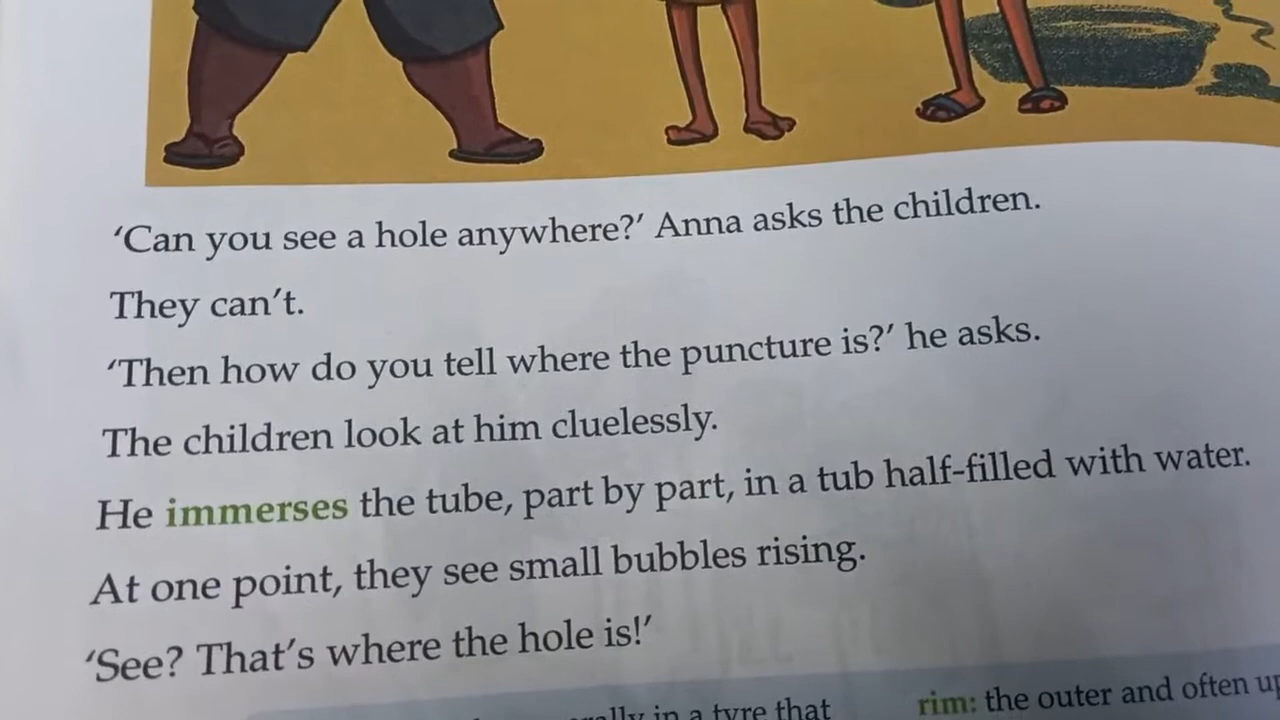 ‘Can you see a hole anywhere?’ Anna asks the children.
They can’t.
‘Then how do you tell where the puncture is?’ he asks.
The children look at him cluelessly.
He immerses the tube, part by part, in a tub half-filled with water.
At one point, they see small bubbles rising.
‘See? That’s where the hole is!’
in a tyre that
rim: the outer and often